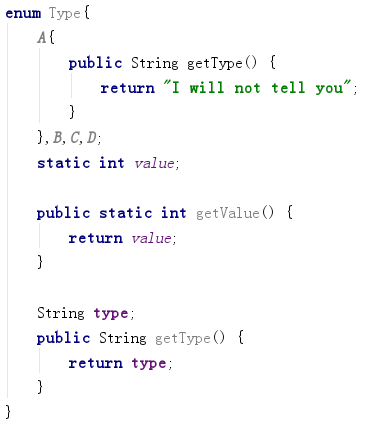 enum Type{
A{
public String getType() {
return "I will not tell you";
}
},B,C,D;
static int value;
public static int getValue() {
return value;
}
String type;
public String getType() {
return type;
}
}